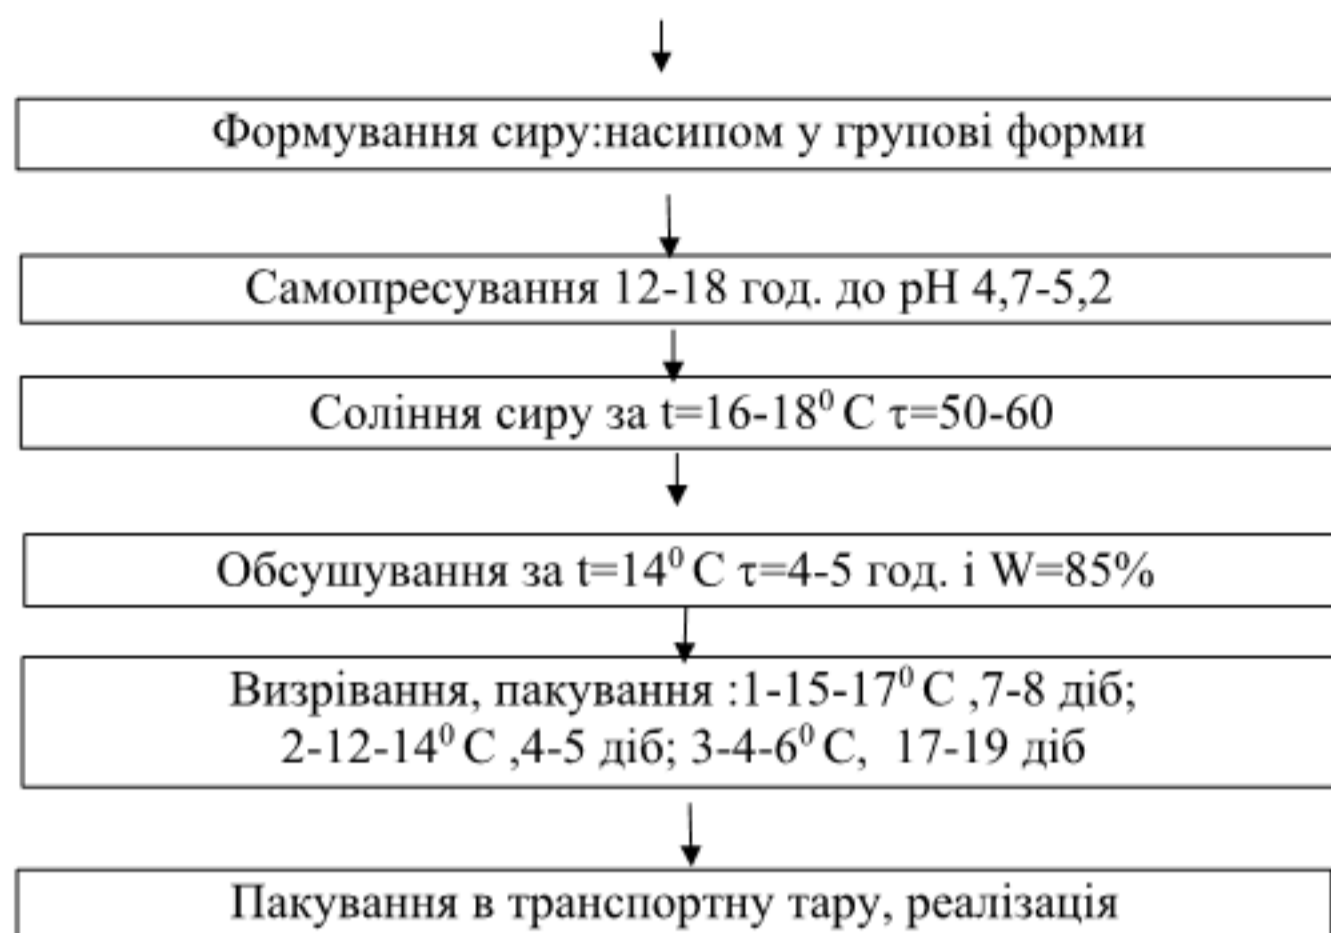 Формування сиру:насипом у групові форми
Самопресування 12-18 год. до pH 4,7-5,2
Соління сиру за t=16-18⁰ С τ=50-60
Обсушування за t=14⁰ С τ=4-5 год. і W=85%
Визрівання, пакування :1-15-17⁰ С ,7-8 діб;
2-12-14⁰ С ,4-5 діб; 3-4-6⁰ С, 17-19 діб
Пакування в транспортну тару, реалізація